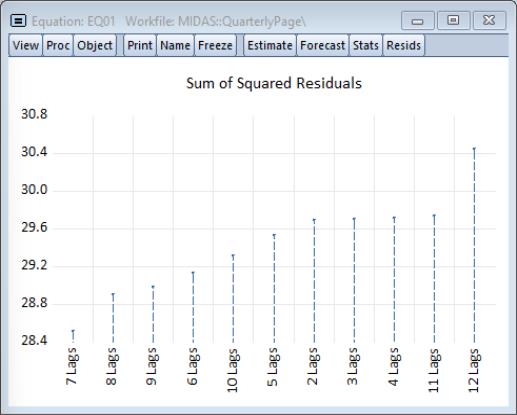 Equation: EQ01 Workfile: MIDAS::QuarterlyPage\
View Proc Object Print Name Freeze Estimate Forecast Stats Resids
Sum of Squared Residuals
30.8
30.4
30.0
29.6
29.2
28.8
28.4
7 Lags
8 Lags
9 Lags
6 Lags
10 Lags
5 Lags
2 Lags
3 Lags
4 Lags
11 Lags
12 Lags